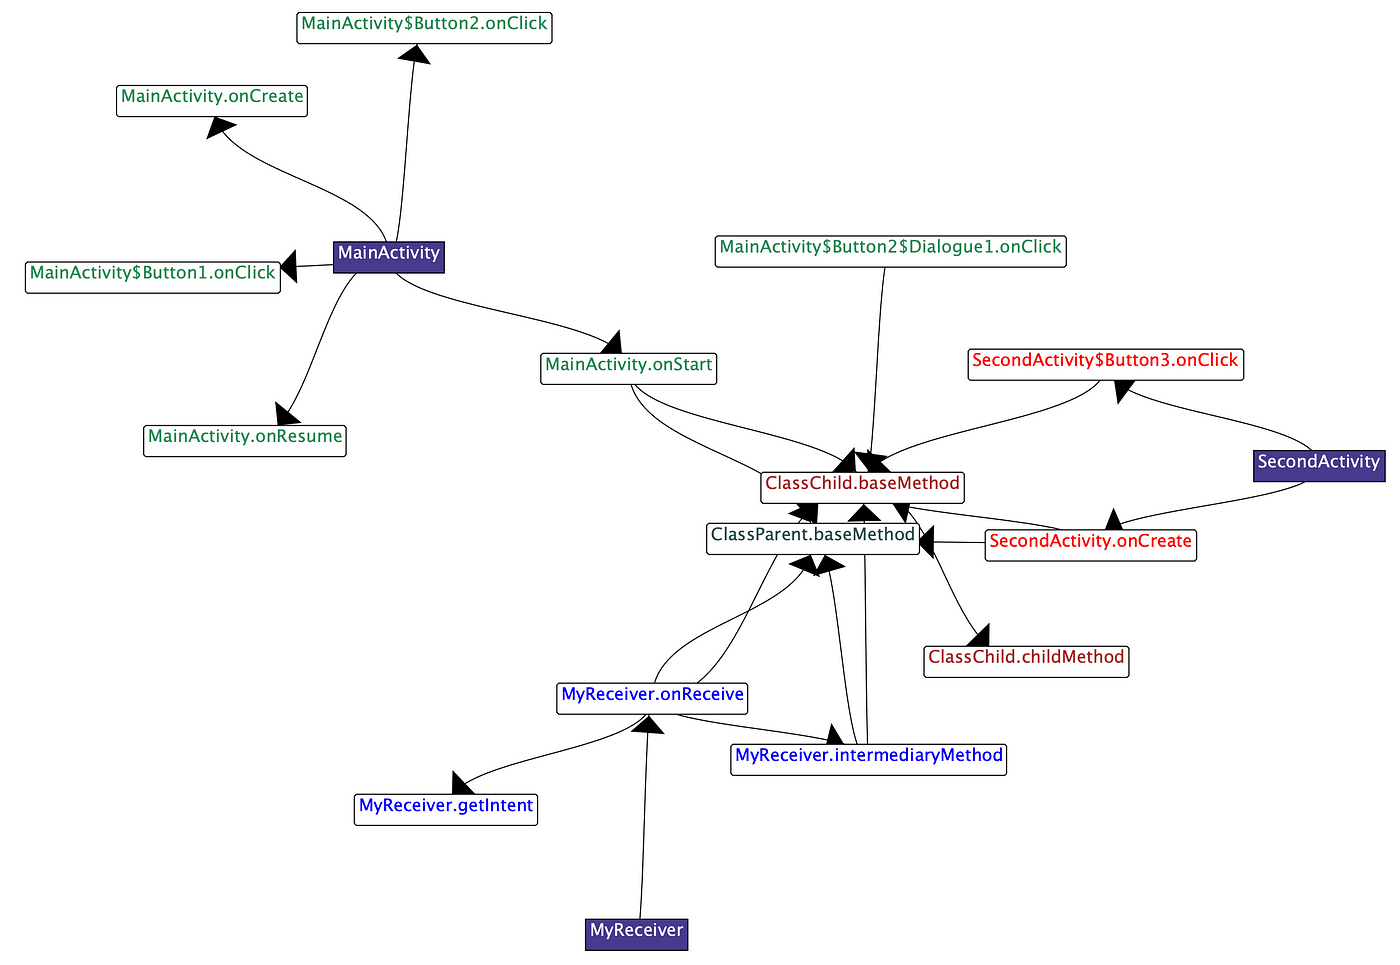 MainActivity$Button2.onClick
MainActivity.onCreate
MainActivity
MainActivity$Button2$Dialogue1.onClick
MainActivity$Button1.onClick
MainActivity.onStart
SecondActivity$Button3.onClick
MainActivity.onResume
SecondActivity
ClassChild.baseMethod
ClassParent.baseMethod
SecondActivity.onCreate
ClassChild.childMethod
MyReceiver.onReceive
MyReceiver.intermediaryMethod
MyReceiver.getIntent
MyReceiver